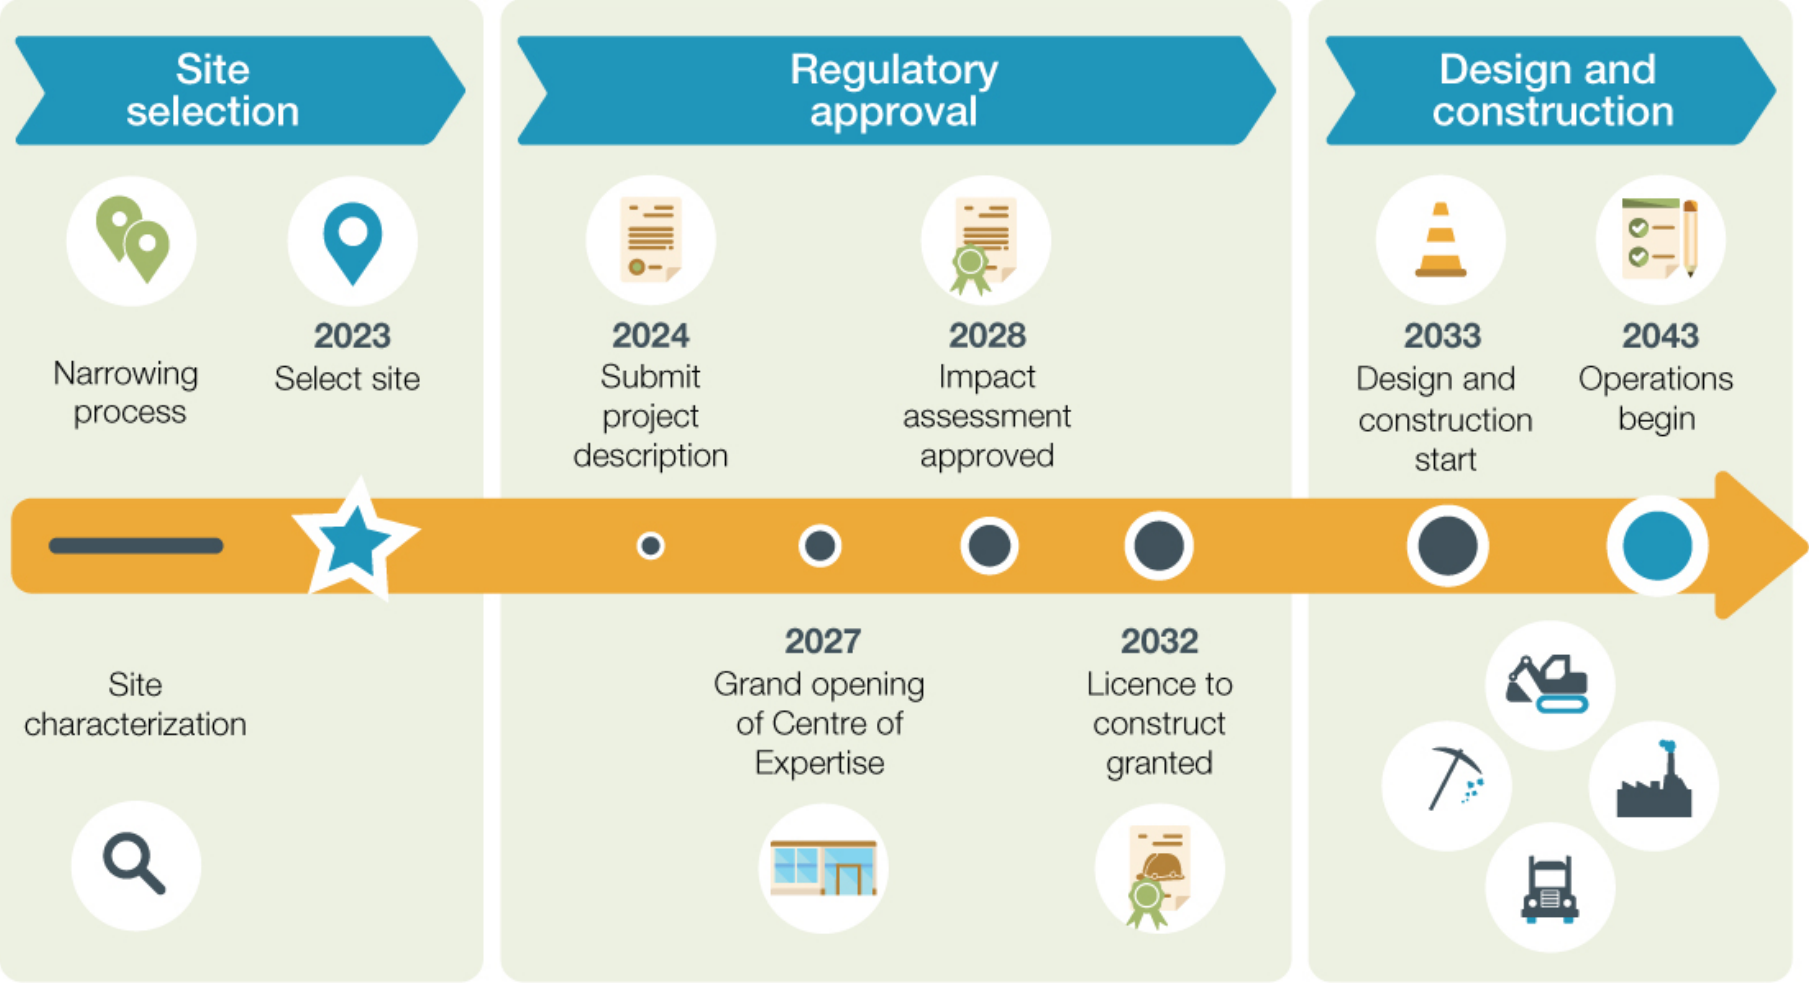 Site
selection
Regulatory
approval
Design and
construction
Narrowing
process
2023
Select site
2024
Submit
project
description
2028
Impact
assessment
approved
2033
Design and
construction
start
2043
Operations
begin
Site
characterization
2027
Grand opening
of Centre of
Expertise
2032
Licence to
construct
granted